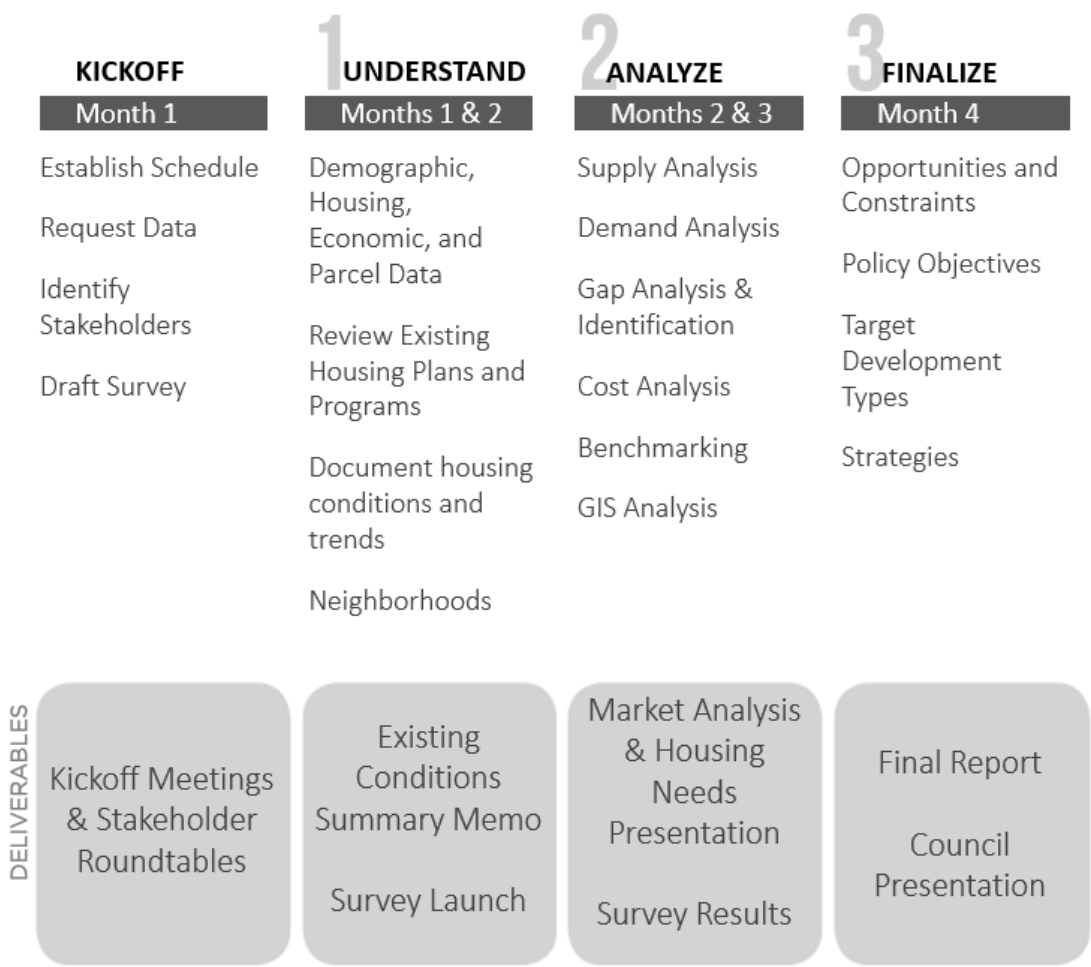 KICKOFF
Month 1
Establish Schedule
Request Data
Identify
Stakeholders
Draft Survey
1
UNDERSTAND
Months 1 & 2
Demographic,
Housing,
Economic, and
Parcel Data
Review Existing
Housing Plans and
Programs
Document housing
conditions and
trends
Neighborhoods
2
ANALYZE
Months 2 & 3
Supply Analysis
Demand Analysis
Gap Analysis &
Identification
Cost Analysis
Benchmarking
GIS Analysis
3
FINALIZE
Month 4
Opportunities and
Constraints
Policy Objectives
Target
Development
Types
Strategies
DELIVERABLES
Kickoff Meetings
& Stakeholder
Roundtables
Existing
Conditions
Summary Memo
Survey Launch
Market Analysis
& Housing
Needs
Presentation
Survey Results
Final Report
Council
Presentation